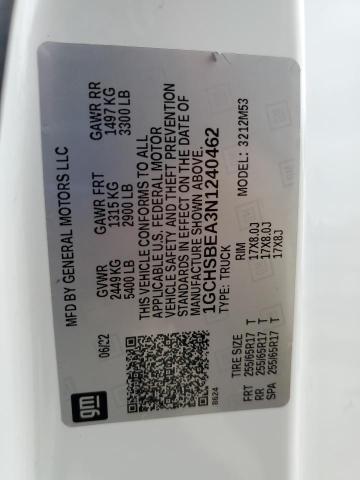 gm
MFD BY GENERAL MOTORS LLC
06/22
GVWR GAWR FRT GAWR RR
2449 KG 1315 KG 1497 KG
5400 LB 2900 LB 3300 LB
THIS VEHICLE CONFORMS TO ALL
APPLICABLE U.S. FEDERAL MOTOR
VEHICLE SAFETY AND THEFT PREVENTION
STANDARDS IN EFFECT ON THE DATE OF
MANUFACTURE SHOWN ABOVE.
1GCHSBEA3N1240462
TYPE: TRUCK MODEL: 3212M53
8624
TIRE SIZE RIM
FRT 255/65R17 T 17X8.0J
RR 255/65R17 T 17X8.0J
SPA 255/65R17 T 17X8J